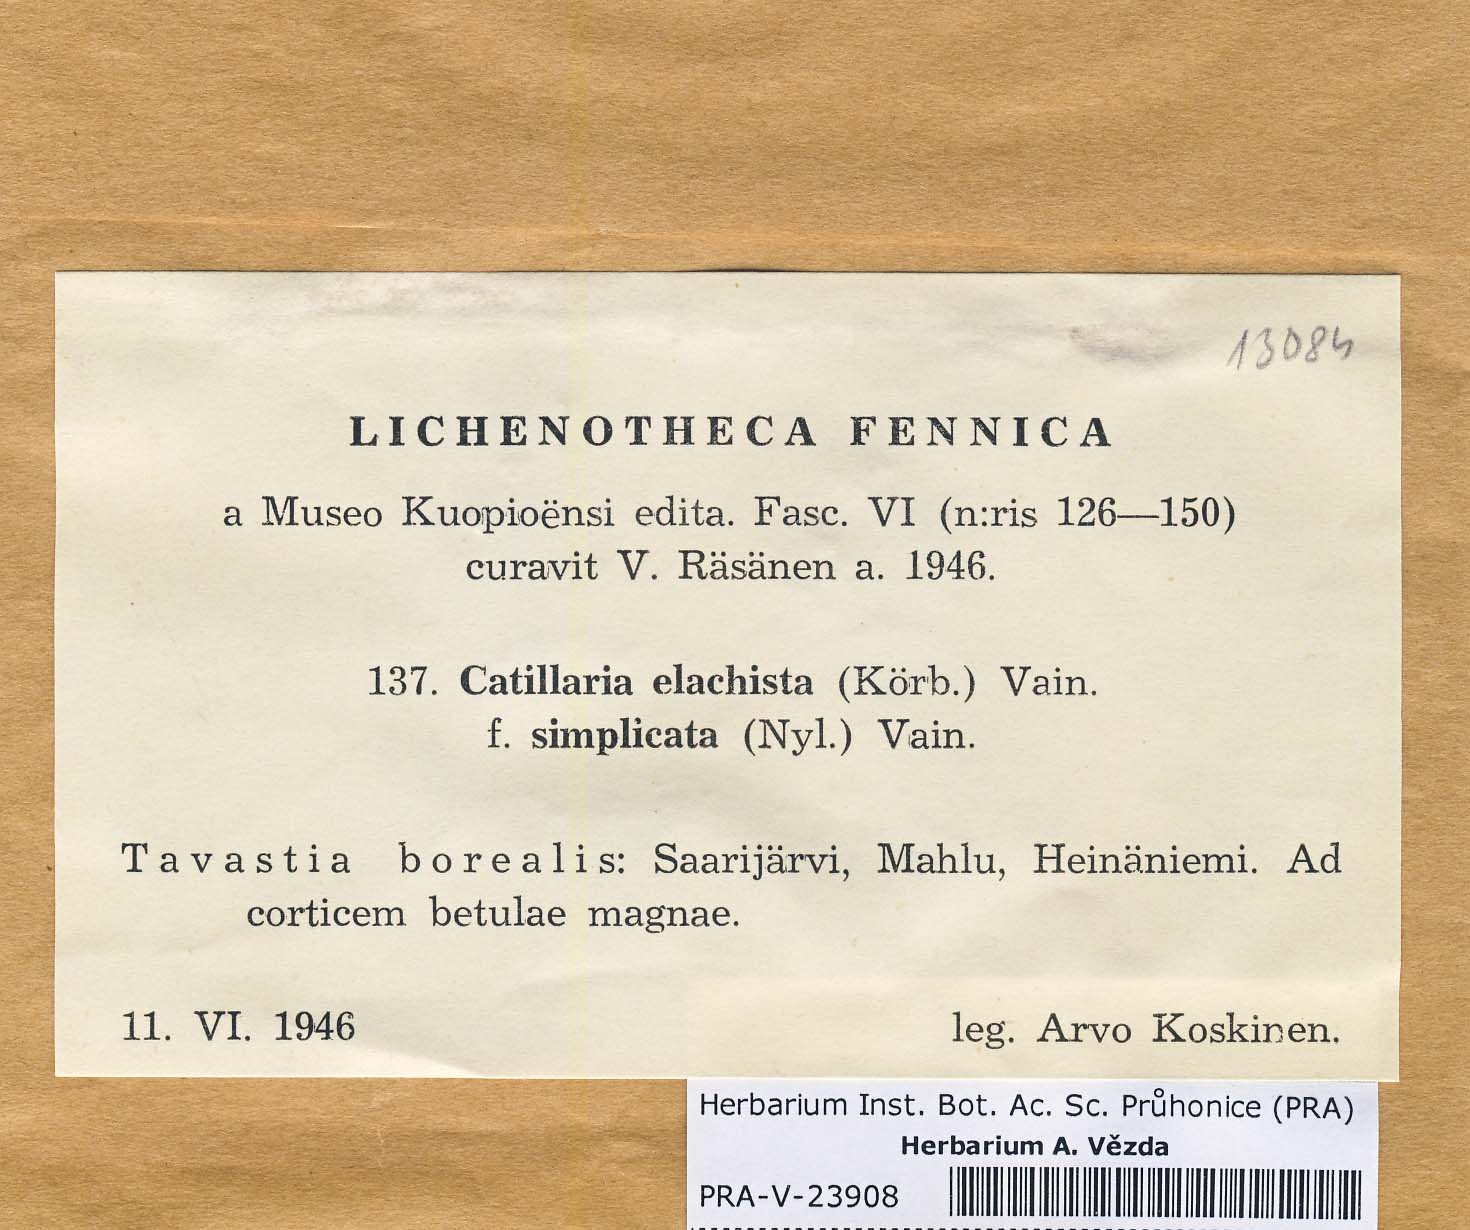 13084
LICHENOTHECA FENNICA
a Museo Kuopioënsi edita. Fasc. VI (n:ris 126—150)
curavit V. Räsänen a. 1946.
137. Catillaria elachista (Körb.) Vain.
f. simplicata (Nyl.) Vain.
Tavastia borealis: Saarijärvi, Mahlu, Heinäniemi. Ad
corticem betulae magnae.
11. VI. 1946 leg. Arvo Koskinen.
Herbarium Inst. Bot. Ac. Sc. Průhonice (PRA)
Herbarium A. Vězda
PRA-V-23908